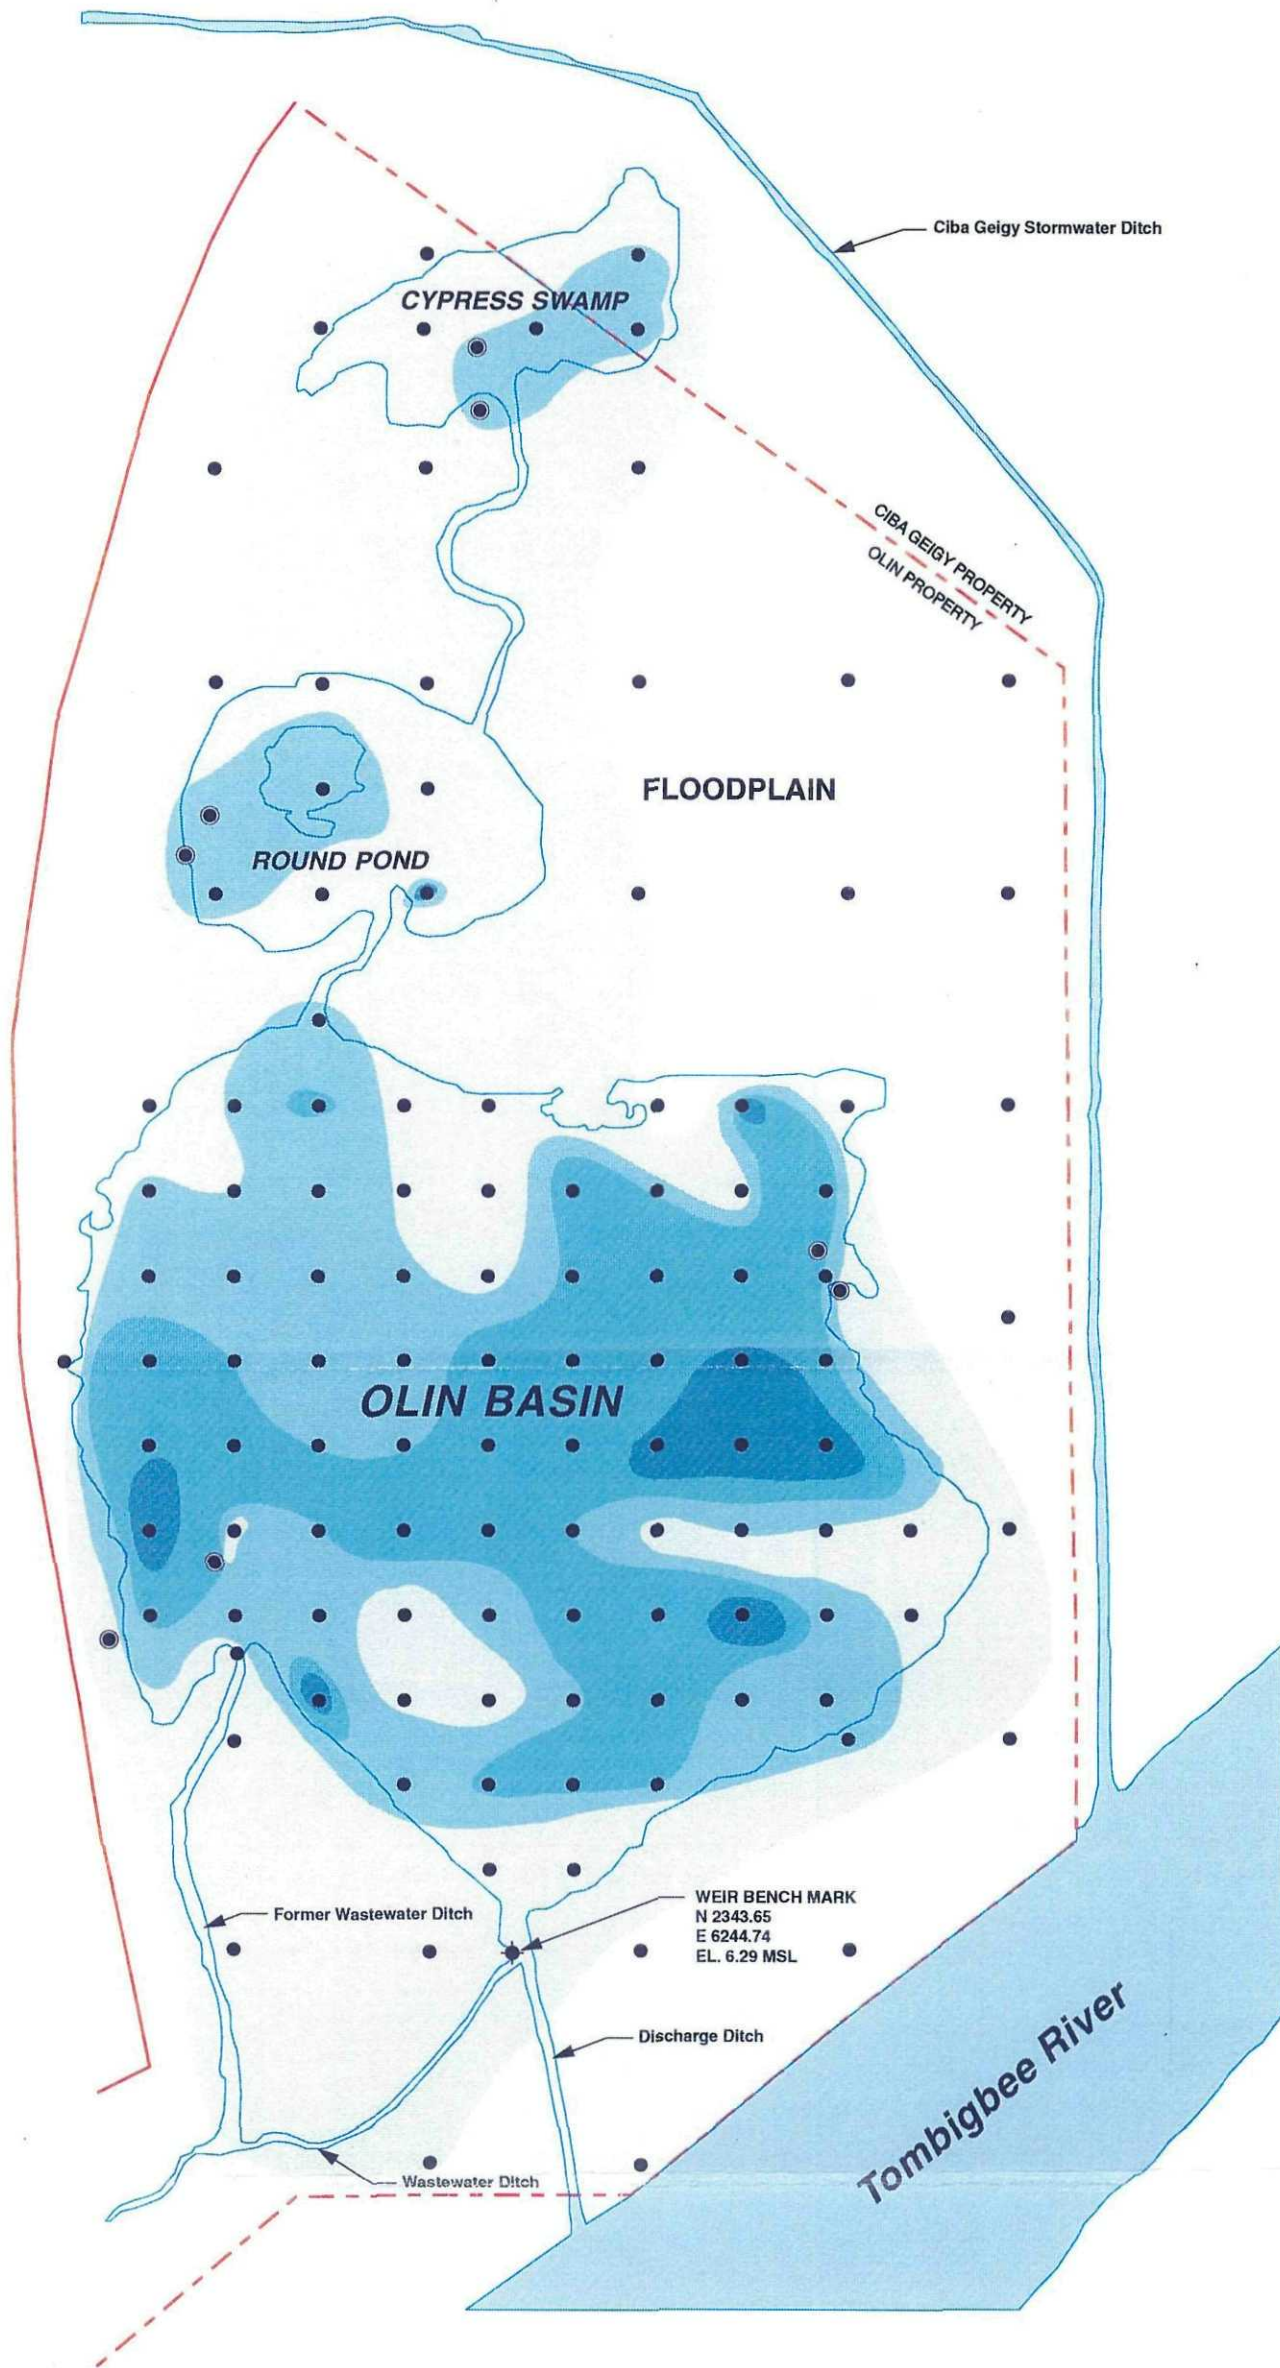 Ciba Geigy Stormwater Ditch
CYPRESS SWAMP
CIBA GEIGY PROPERTY
OLIN PROPERTY
FLOODPLAIN
ROUND POND
OLIN BASIN
WEIR BENCH MARK
N 2343.65
E 6244.74
EL. 6.29 MSL
Former Wastewater Ditch
Discharge Ditch
Tombigbee River
Wastewater Ditch